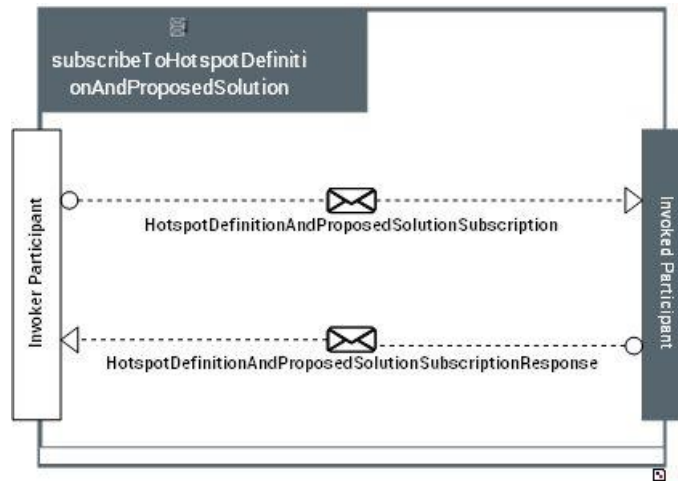 subscribeToHotspotDefiniti
onAndProposedSolution
Invoker Participant
HotspotDefinitionAndProposedSolutionSubscription
Invoked Participant
HotspotDefinitionAndProposedSolutionSubscriptionResponse